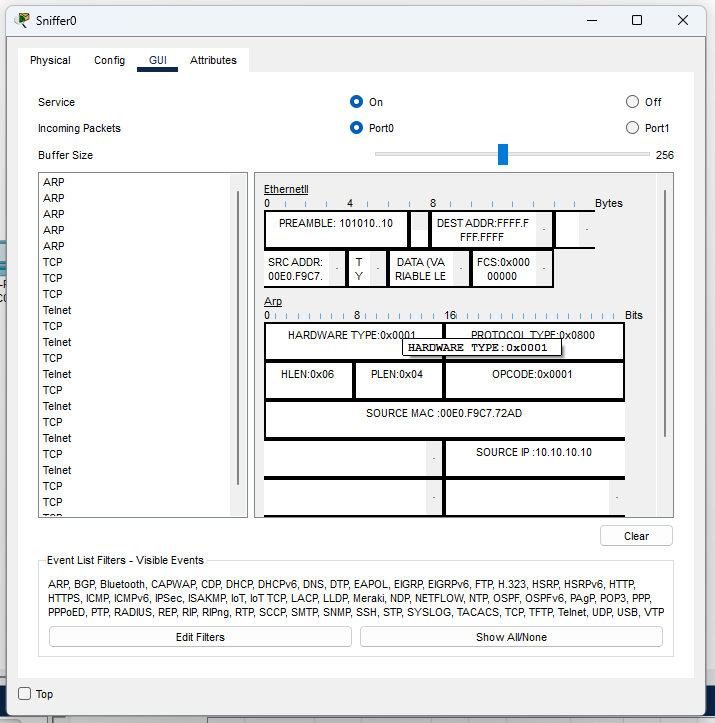 Sniffer0
Physical Config GUI Attributes
Service On Off
Incoming Packets Port0 Port1
Buffer Size 256
ARP
ARP
ARP
ARP
ARP
TCP
TCP
TCP
Telnet
TCP
Telnet
TCP
Telnet
TCP
Telnet
TCP
Telnet
TCP
Telnet
TCP
TCP
TCP
EthernetII
0 4 8 Bytes
PREAMBLE: 101010..10
DEST ADDR:FFFF.F
FFF.FFFF
SRC ADDR:
00E0.F9C7.
T
Y
DATA (VA
RIABLE LE
FCS:0x000
00000
Arp
0 8 16 Bits
HARDWARE TYPE:0x0001 PROTOCOL TYPE:0x0800
HARDWARE TYPE:0x0001
HLEN:0x06 PLEN:0x04 OPCODE:0x0001
SOURCE MAC :00E0.F9C7.72AD
SOURCE IP :10.10.10.10
Clear
Event List Filters - Visible Events
ARP, BGP, Bluetooth, CAPWAP, CDP, DHCP, DHCPv6, DNS, DTP, EAPOL, EIGRP, EIGRPv6, FTP, H.323, HSRP, HSRPv6, HTTP,
HTTPS, ICMP, ICMPv6, IPSec, ISAKMP, IoT, IoT TCP, LACP, LLDP, Meraki, NDP, NETFLOW, NTP, OSPF, OSPFv6, PAgP, POP3, PPP,
PPPoED, PTP, RADIUS, REP, RIP, RIPng, RTP, SCCP, SMTP, SNMP, SSH, STP, SYSLOG, TACACS, TCP, TFTP, Telnet, UDP, USB, VTP
Edit Filters Show All/None
Top